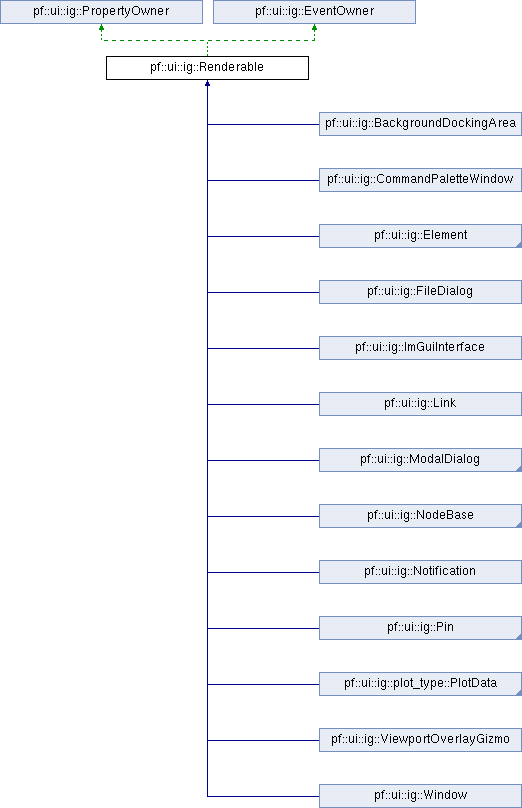 pf::ui::ig::PropertyOwner
pf::ui::ig::EventOwner
pf::ui::ig::Renderable
pf::ui::ig::BackgroundDockingArea
pf::ui::ig::CommandPaletteWindow
pf::ui::ig::Element
pf::ui::ig::FileDialog
pf::ui::ig::ImGuiInterface
pf::ui::ig::Link
pf::ui::ig::ModalDialog
pf::ui::ig::NodeBase
pf::ui::ig::Notification
pf::ui::ig::Pin
pf::ui::ig::plot_type::PlotData
pf::ui::ig::ViewportOverlayGizmo
pf::ui::ig::Window